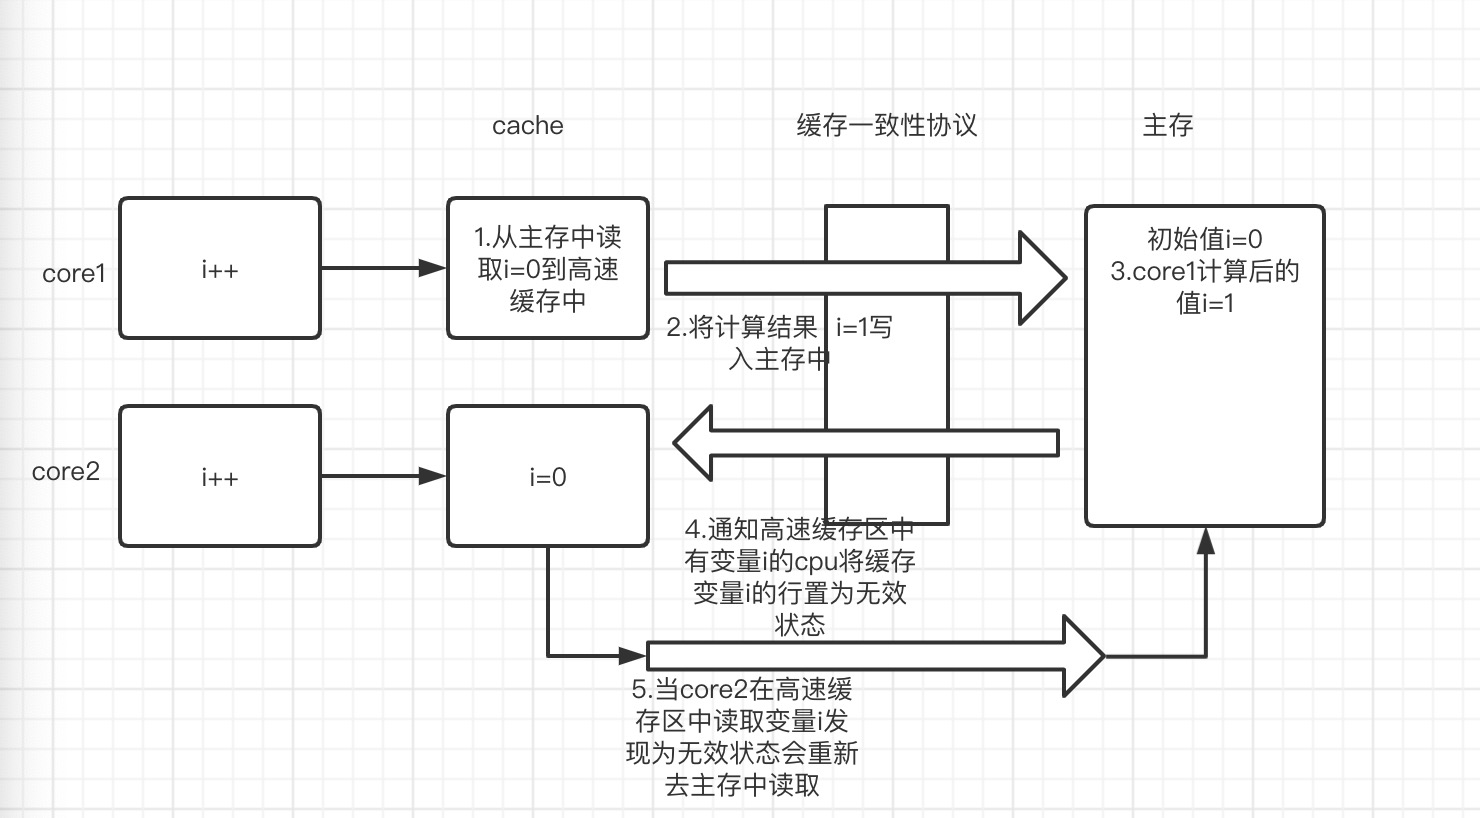 cache
缓存一致性协议
主存
core1
i++
1.从主存中读
取i=0到高速
缓存中
2.将计算结果 i=1写
入主存中
初始值i=0
3.core1计算后的
值i=1
core2
i++
i=0
4.通知高速缓存区中
有变量i的cpu将缓存
变量i的行置为无效
状态
5.当core2在高速缓
存区中读取变量i发
现为无效状态会重新
去主存中读取